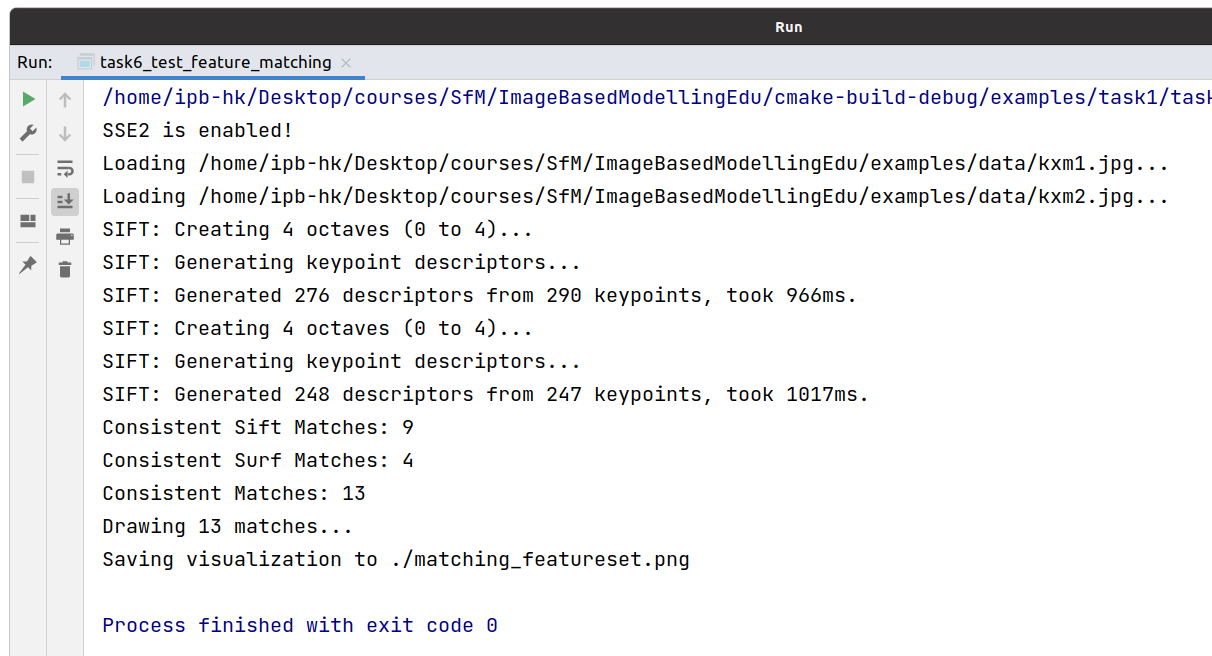 Run
Run: task6_test_feature_matching
/home/ipb-hk/Desktop/courses/SfM/ImageBasedModellingEdu/cmake-build-debug/examples/task1/task
SSE2 is enabled!
Loading /home/ipb-hk/Desktop/courses/SfM/ImageBasedModellingEdu/examples/data/kxm1.jpg...
Loading /home/ipb-hk/Desktop/courses/SfM/ImageBasedModellingEdu/examples/data/kxm2.jpg...
SIFT: Creating 4 octaves (0 to 4)...
SIFT: Generating keypoint descriptors...
SIFT: Generated 276 descriptors from 290 keypoints, took 966ms.
SIFT: Creating 4 octaves (0 to 4)...
SIFT: Generating keypoint descriptors...
SIFT: Generated 248 descriptors from 247 keypoints, took 1017ms.
Consistent Sift Matches: 9
Consistent Surf Matches: 4
Consistent Matches: 13
Drawing 13 matches...
Saving visualization to ./matching_featureset.png
Process finished with exit code 0